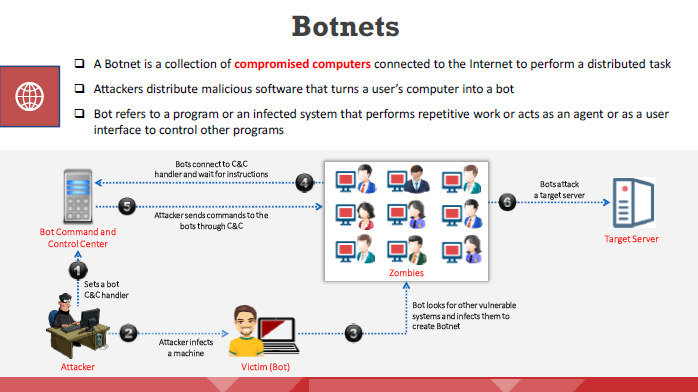 Botnets
❑ A Botnet is a collection of compromised computers connected to the Internet to perform a distributed task
❑ Attackers distribute malicious software that turns a user’s computer into a bot
❑ Bot refers to a program or an infected system that performs repetitive work or acts as an agent or as a user
interface to control other programs
Bots connect to C&C
handler and wait for instructions
4
5
Attacker sends commands to the
bots through C&C
Bot Command and
Control Center
Zombies
6
Bots attack
a target server
Target Server
1
Sets a bot
C&C handler
Attacker
2
Attacker infects
a machine
Victim (Bot)
3
Bot looks for other vulnerable
systems and infects them to
create Botnet